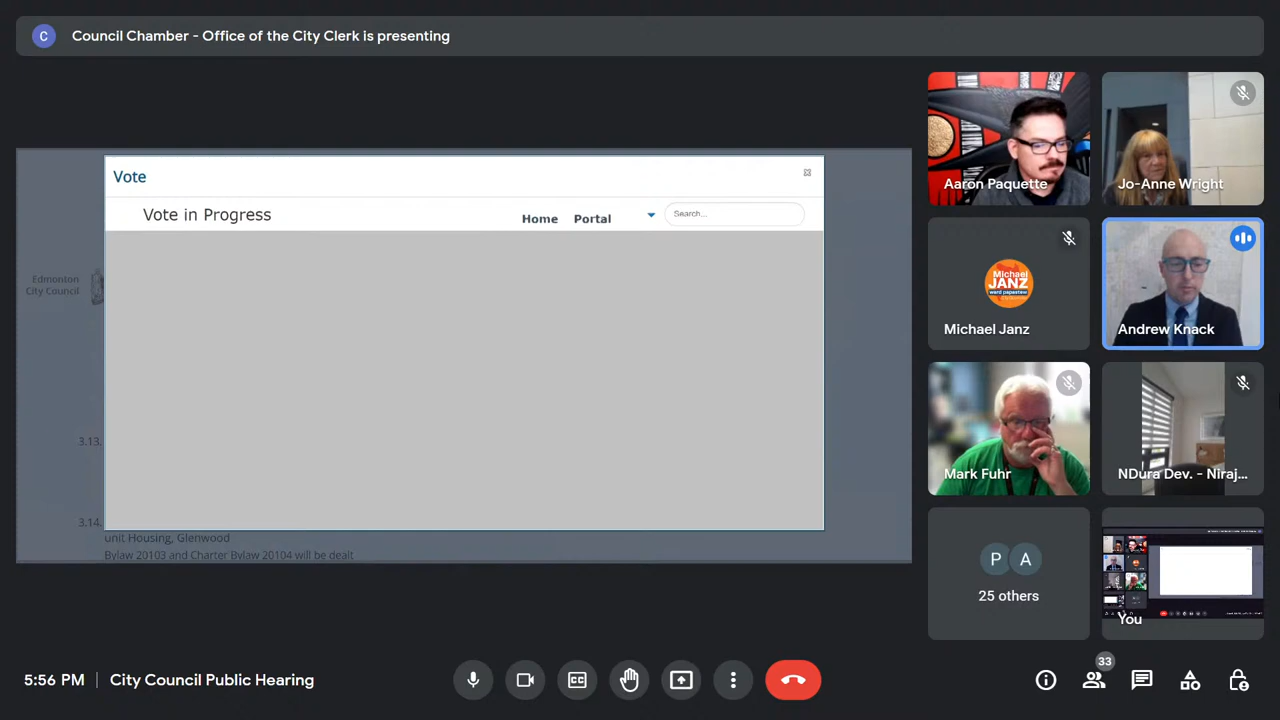 C
Council Chamber - Office of the City Clerk is presenting
Vote
Vote in Progress
Home
Portal
Search...
Edmonton
City Council
3.13.
3.14.
unit Housing, Glenwood
Bylaw 20103 and Charter Bylaw 20104 will be dealt
Aaron Paquette
Jo-Anne Wright
Michael
JANZ
ward papastew
Michael Janz
Andrew Knack
Mark Fuhr
NDura Dev. - Niraj...
P
A
25 others
You
5:56 PM
City Council Public Hearing
33